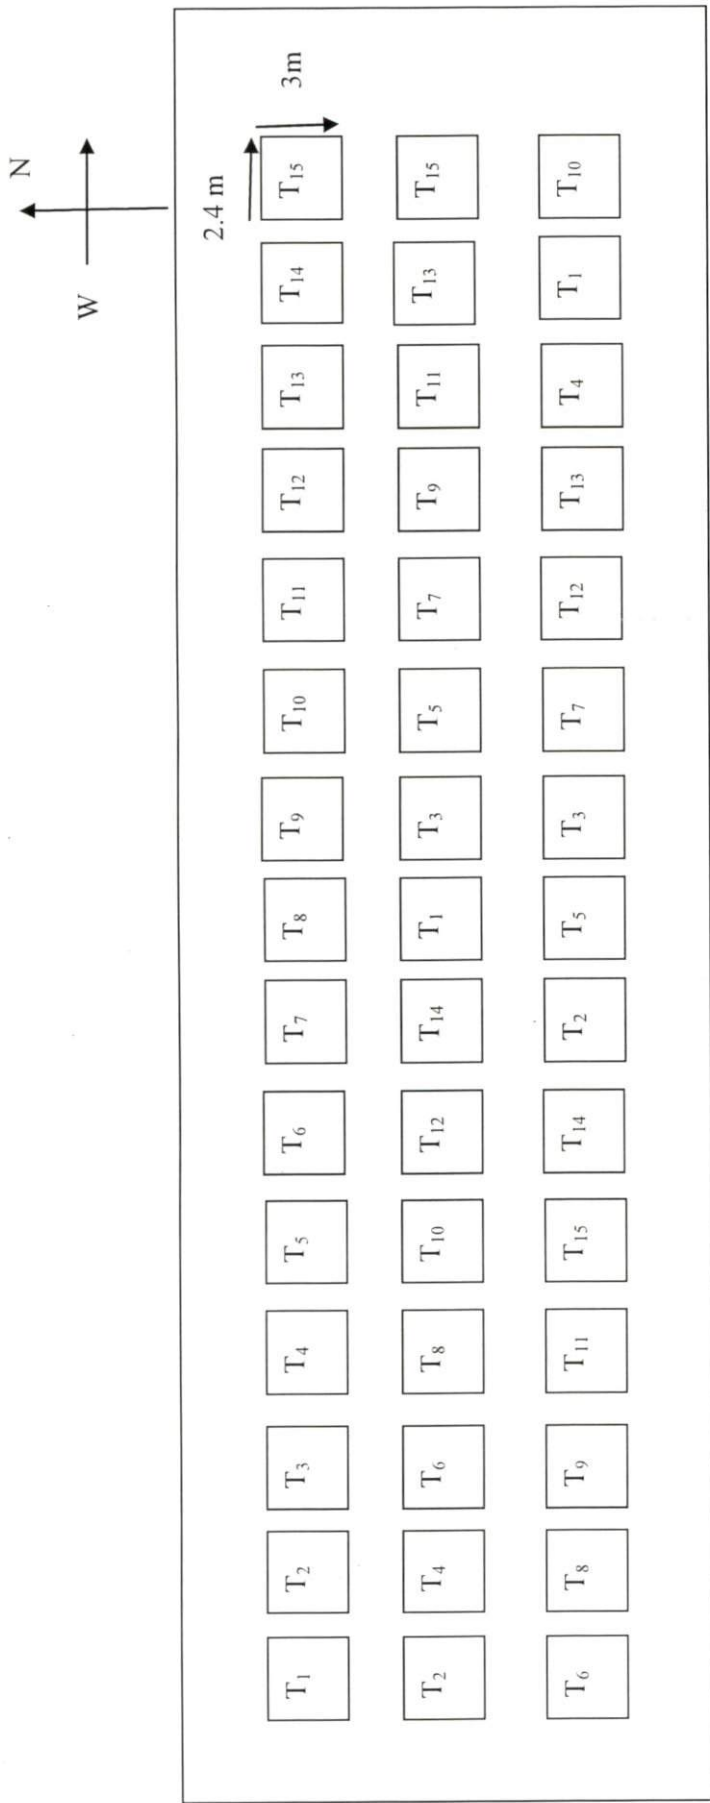 N
W
2.4 m
T₁ T₂ T₃ T₄ T₅ T₆ T₇ T₈ T₉ T₁₀ T₁₁ T₁₂ T₁₃ T₁₄ T₁₅ 3m
T₂ T₄ T₆ T₈ T₁₀ T₁₂ T₁₄ T₁ T₃ T₅ T₇ T₉ T₁₁ T₁₃ T₁₅
T₆ T₈ T₉ T₁₁ T₁₅ T₁₄ T₂ T₅ T₃ T₇ T₁₂ T₁₃ T₄ T₁ T₁₀